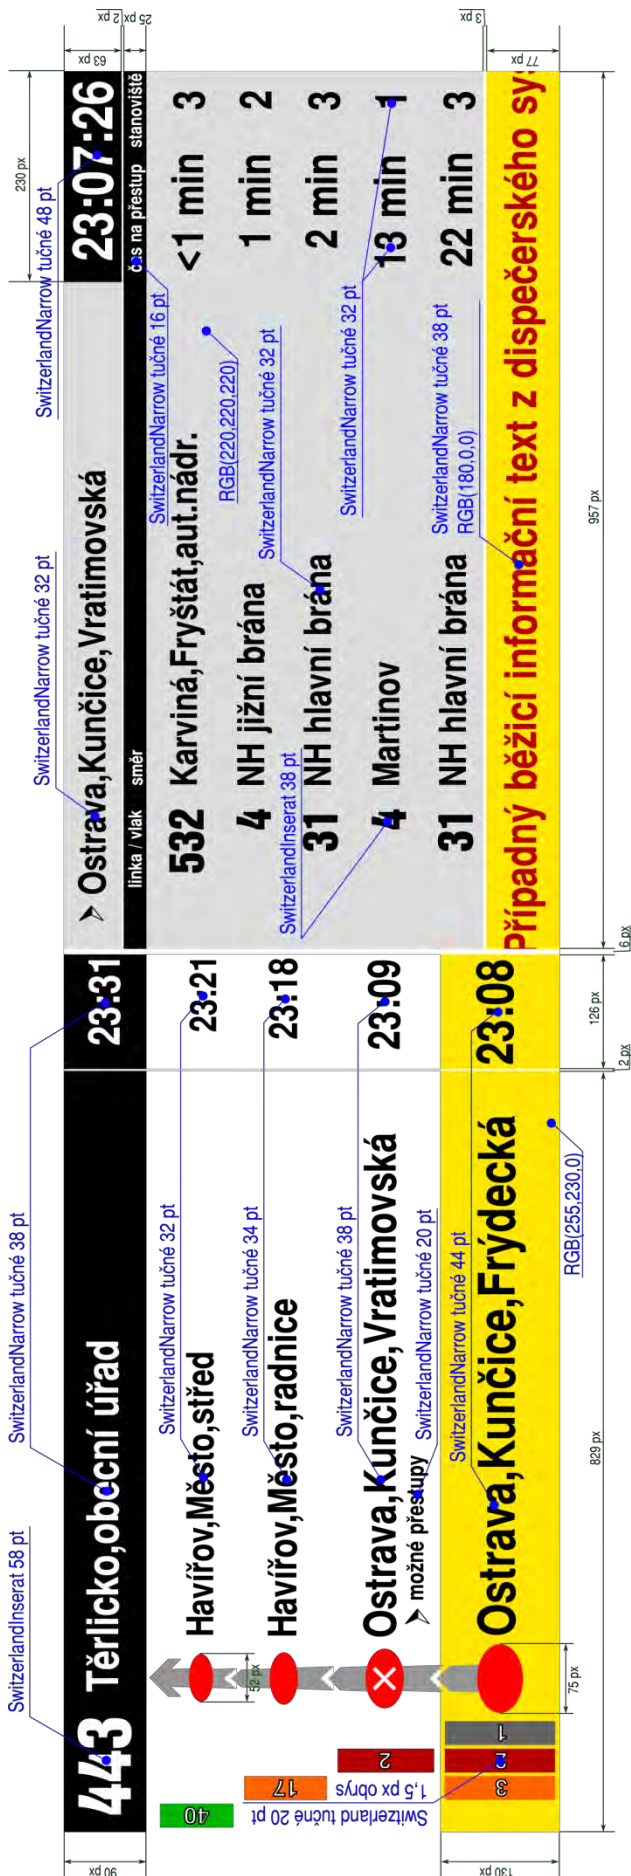 SwitzerlandInserat 58 pt
SwitzerlandNarrow tučné 38 pt
SwitzerlandNarrow tučné 32 pt
SwitzerlandNarrow tučné 48 pt
230 px
63 px
2 px
25 px
90 px
443 Těrlicko,obecní úřad 23:31
Ostrava,Kunčice,Vratimovská 23:07:26
linka / vlak směr čas na přestup stanoviště
40 Havířov,Město,střed 23:21
SwitzerlandNarrow tučné 32 pt
52 px
17 Havířov,Město,radnice 23:18
SwitzerlandNarrow tučné 34 pt
2 Ostrava,Kunčice,Vratimovská 23:09
možné přestupy
SwitzerlandNarrow tučné 38 pt
SwitzerlandNarrow tučné 20 pt
Switzerland tučné 20 pt
1,5 px obrys
3 2 1 Ostrava,Kunčice,Frýdecká 23:08
SwitzerlandNarrow tučné 44 pt
75 px
RGB(255,230,0)
532 Karviná,Fryštát,aut.nádr. <1 min 3
SwitzerlandNarrow tučné 16 pt
RGB(220,220,220)
4 NH jižní brána 1 min 2
SwitzerlandNarrow tučné 32 pt
31 NH hlavní brána 2 min 3
SwitzerlandInserat 38 pt
SwitzerlandNarrow tučné 32 pt
4 Martinov 13 min 1
31 NH hlavní brána 22 min 3
SwitzerlandNarrow tučné 38 pt
RGB(180,0,0)
Případný běžící informační text z dispečerského sy
130 px
829 px
2 px
126 px
6 px
957 px
3 px
77 px